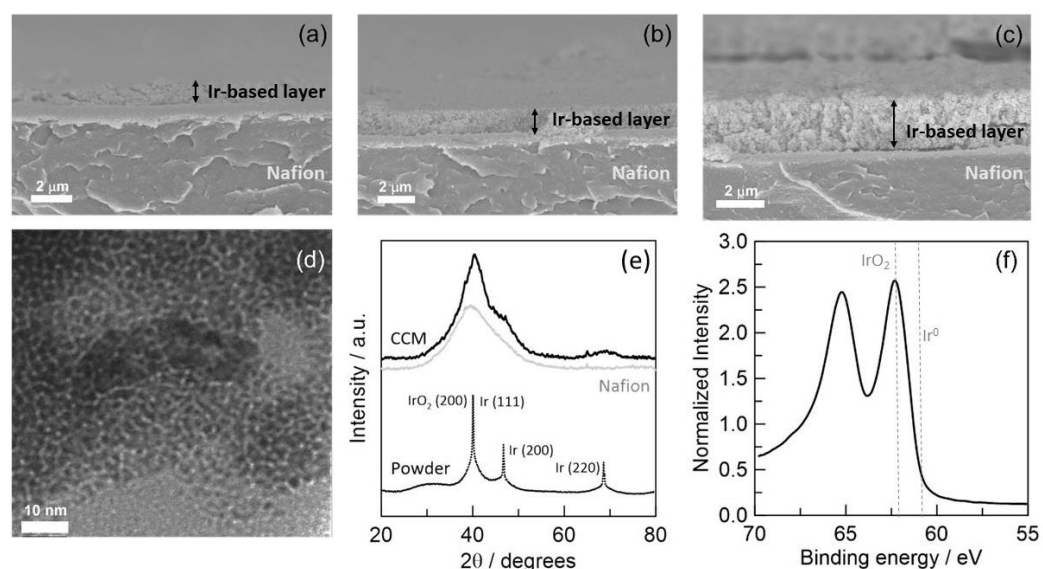 (a)
Ir-based layer
Nafion
2 μm
(b)
Ir-based layer
Nafion
2 μm
(c)
Ir-based layer
Nafion
2 μm
(d)
10 nm
(e)
CCM
Nafion
IrO₂ (200)
Ir (111)
Ir (200)
Powder
Ir (220)
Intensity / a.u.
20 40 60 80
2θ / degrees
(f)
IrO₂
Ir⁰
3.0
2.5
2.0
1.5
1.0
0.5
0.0
Normalized Intensity
70 65 60 55
Binding energy / eV